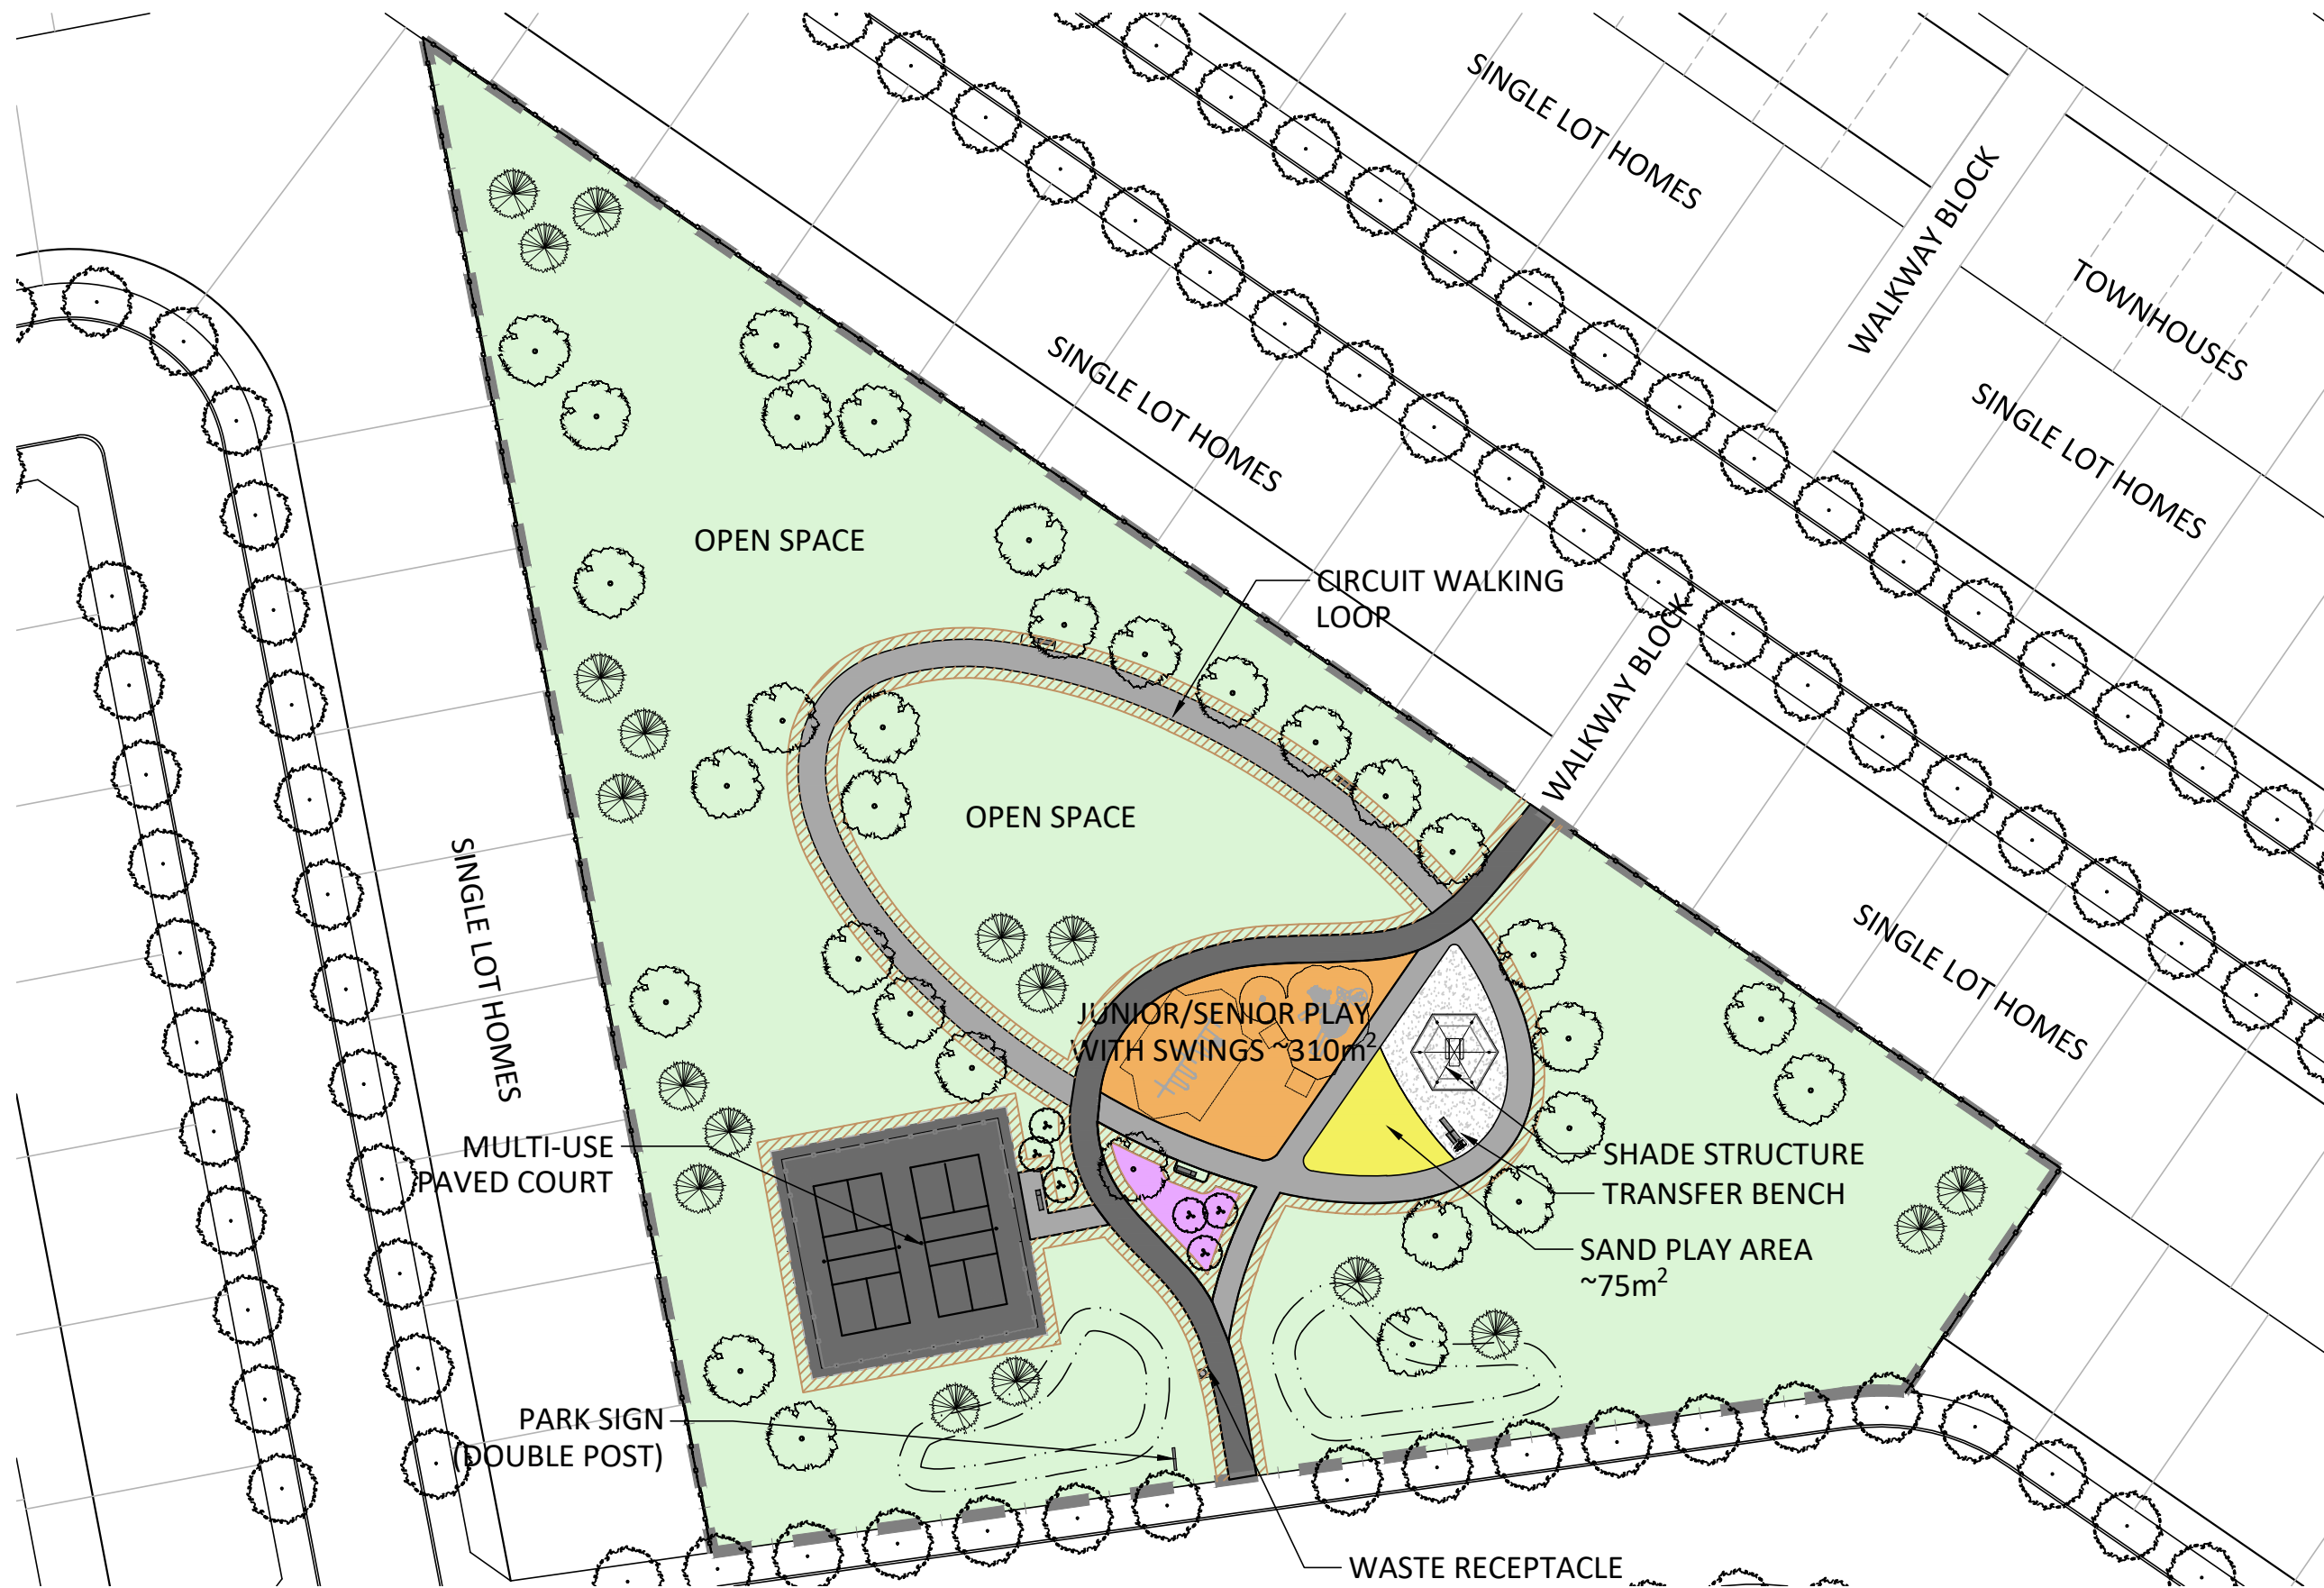 SINGLE LOT HOMES
WALKWAY BLOCK
TOWNHOUSES
SINGLE LOT HOMES
SINGLE LOT HOMES
OPEN SPACE
CIRCUIT WALKING
LOOP
WALKWAY BLOCK
OPEN SPACE
SINGLE LOT HOMES
SINGLE LOT HOMES
JUNIOR/SENIOR PLAY
WITH SWINGS ~310m²
MULTI-USE
PAVED COURT
SHADE STRUCTURE
TRANSFER BENCH
SAND PLAY AREA
~75m²
PARK SIGN
(DOUBLE POST)
WASTE RECEPTACLE